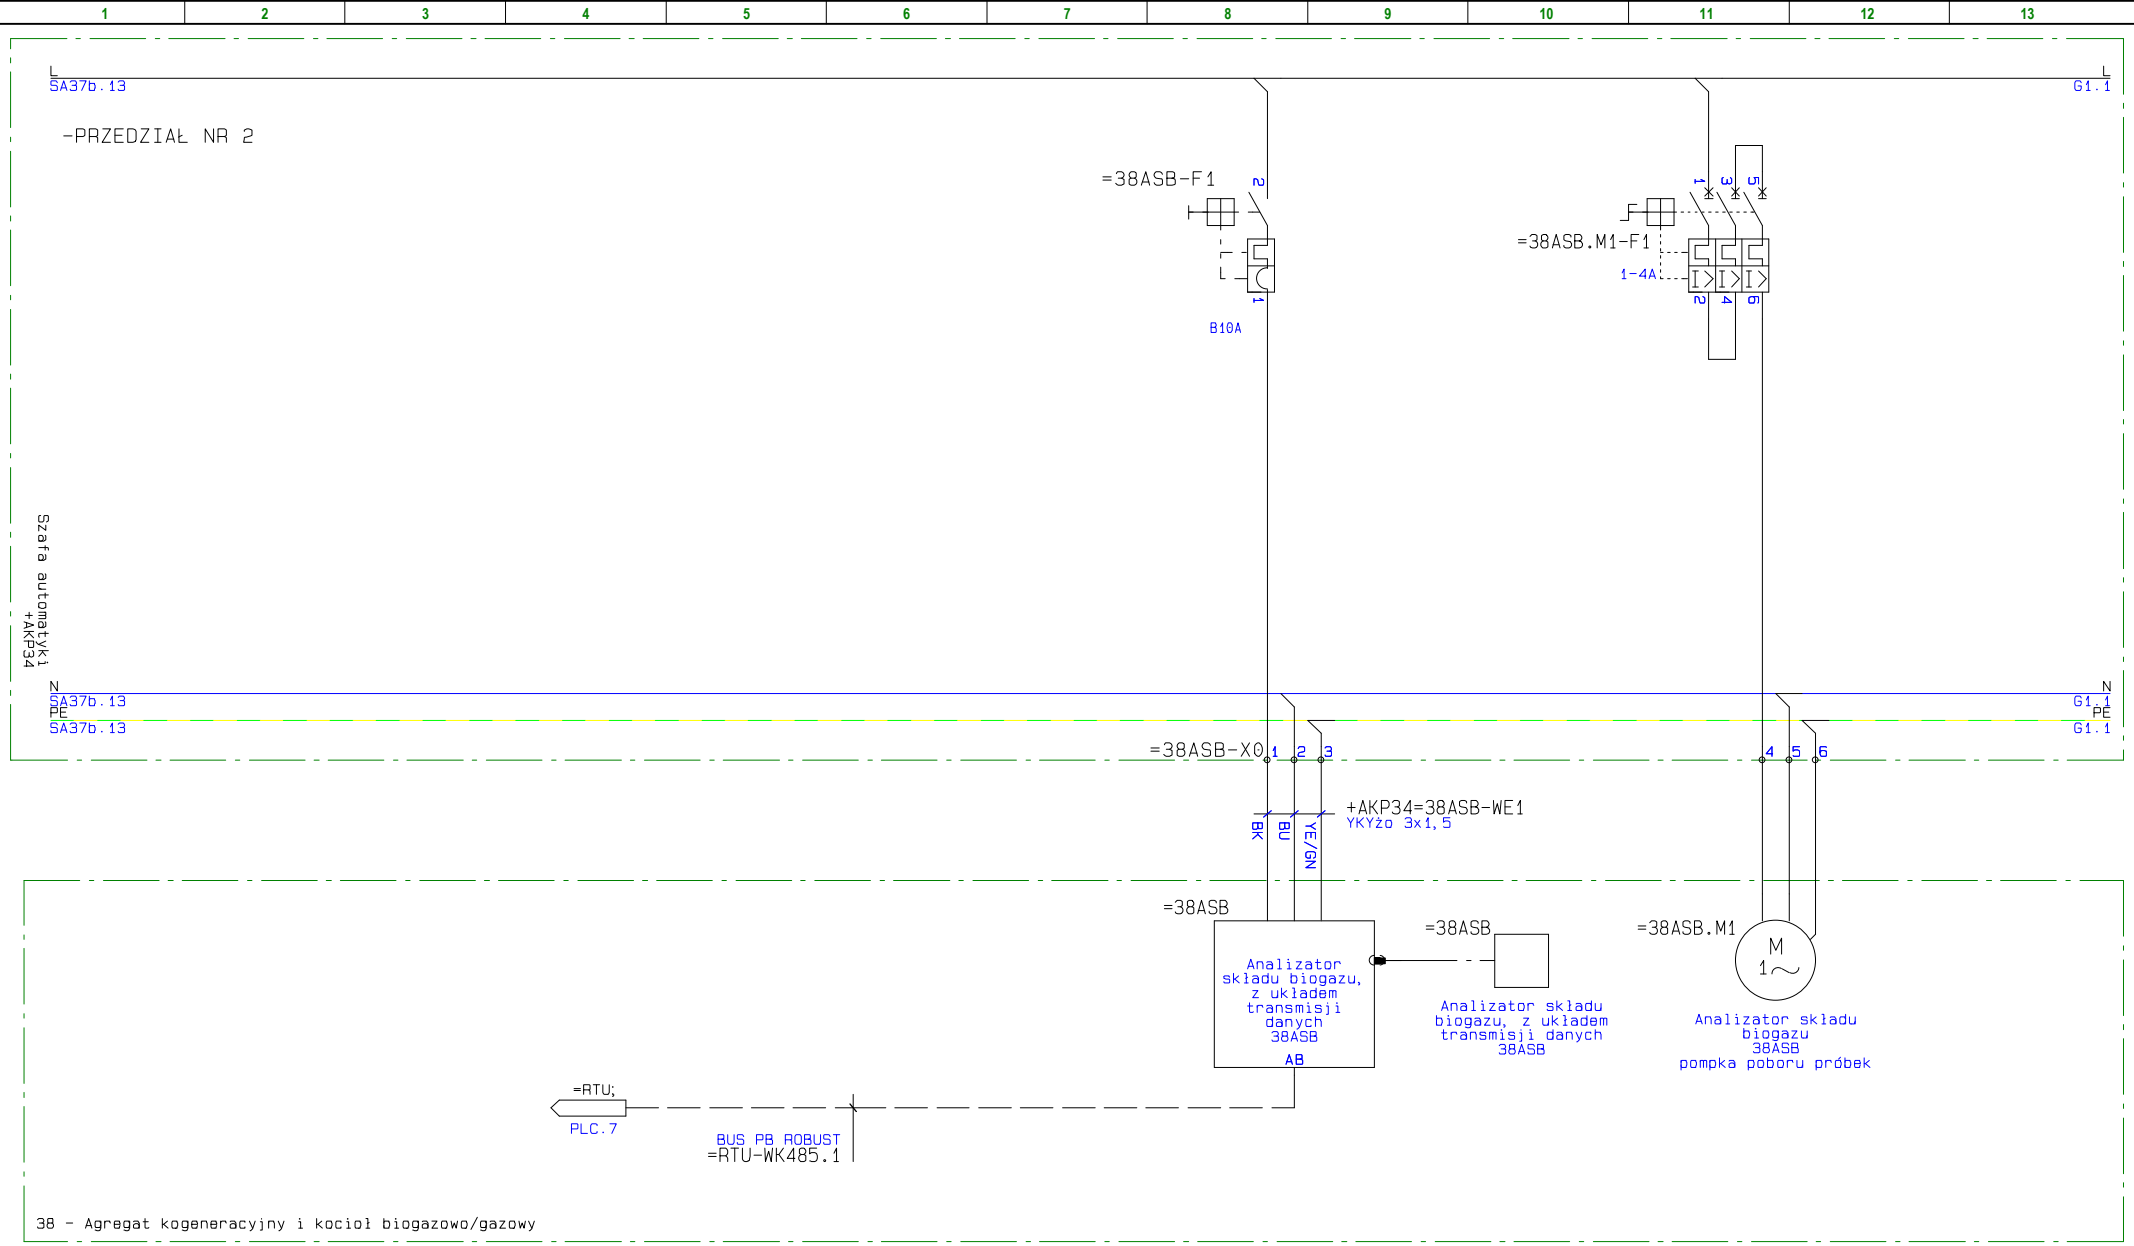 1 2 3 4 5 6 7 8 9 10 11 12 13
L
SA37b.13
L
G1.1
-PRZEDZIAŁ NR 2
=38ASB-F1
2
1
B10A
1 3 5
=38ASB.M1-F1
1-4A
I> I> I>
2 4 6
Szafa automatyki
+AKP34
N
SA37b.13
PE
SA37b.13
N
G1.1
PE
G1.1
=38ASB-X0 1 2 3
4 5 6
+AKP34=38ASB-WE1
YKYżo 3x1,5
BK
BU
YE/GN
=38ASB
Analizator
składu biogazu,
z układem
transmisji
danych
38ASB
AB
=38ASB
Analizator składu
biogazu, z układem
transmisji danych
38ASB
=38ASB.M1
M
1~
Analizator składu
biogazu
38ASB
pompka poboru próbek
=RTU;
PLC.7
BUS PB ROBUST
=RTU-WK485.1
38 - Agregat kogeneracyjny i kocioł biogazowo/gazowy